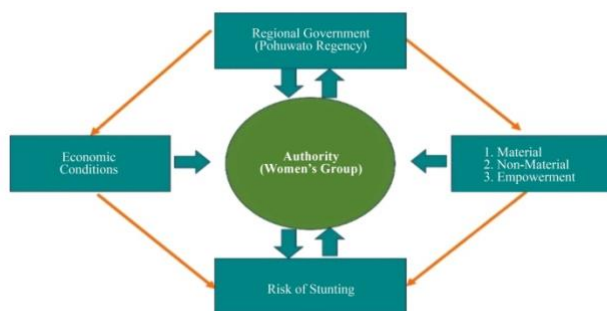 Regional Government
(Pohuwato Regency)
Economic
Conditions
Authority
(Women's Group)
1. Material
2. Non-Material
3. Empowerment
Risk of Stunting